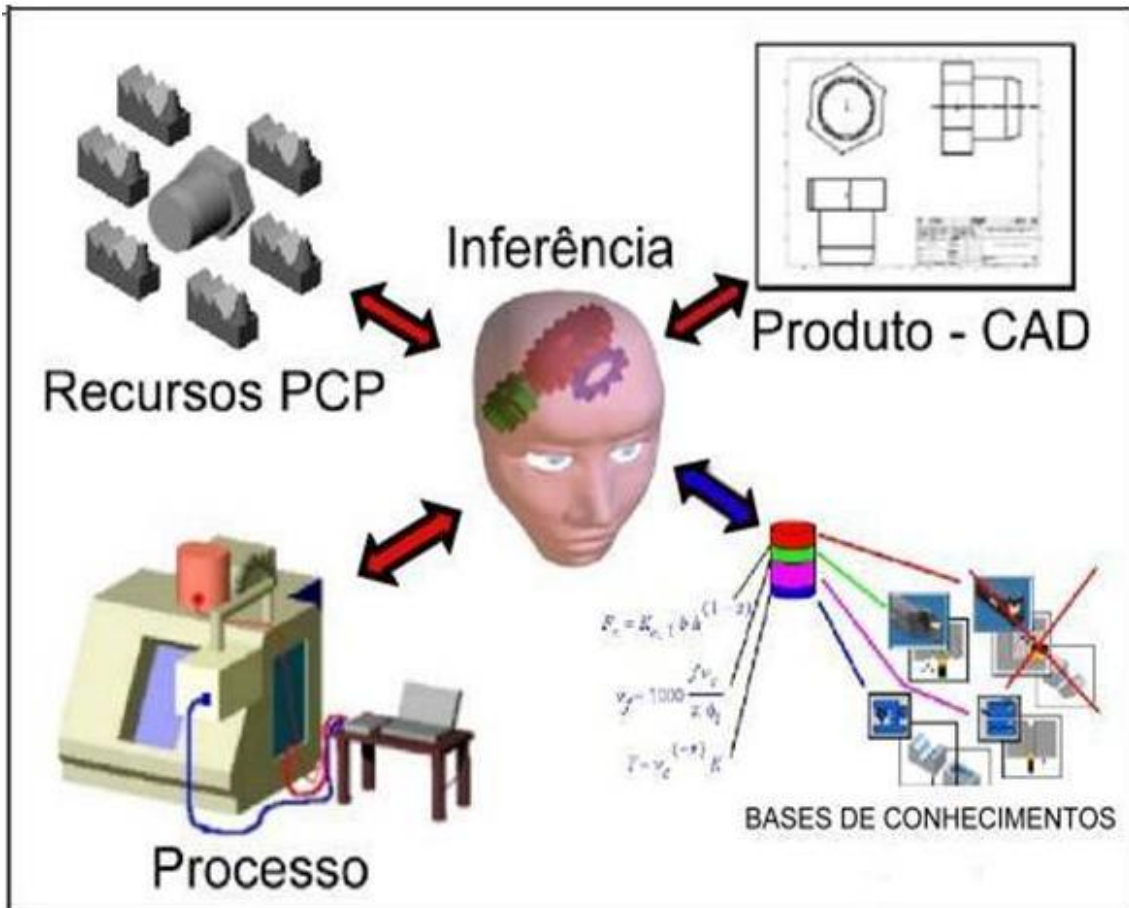 Inferência
Produto - CAD
Recursos PCP
BASES DE CONHECIMENTOS
Processo